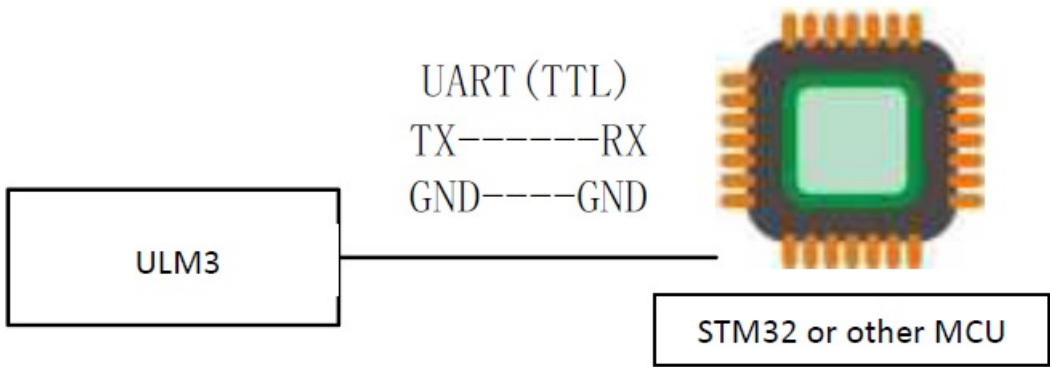 UART(TTL)
TX------RX
GND----GND
ULM3
STM32 or other MCU